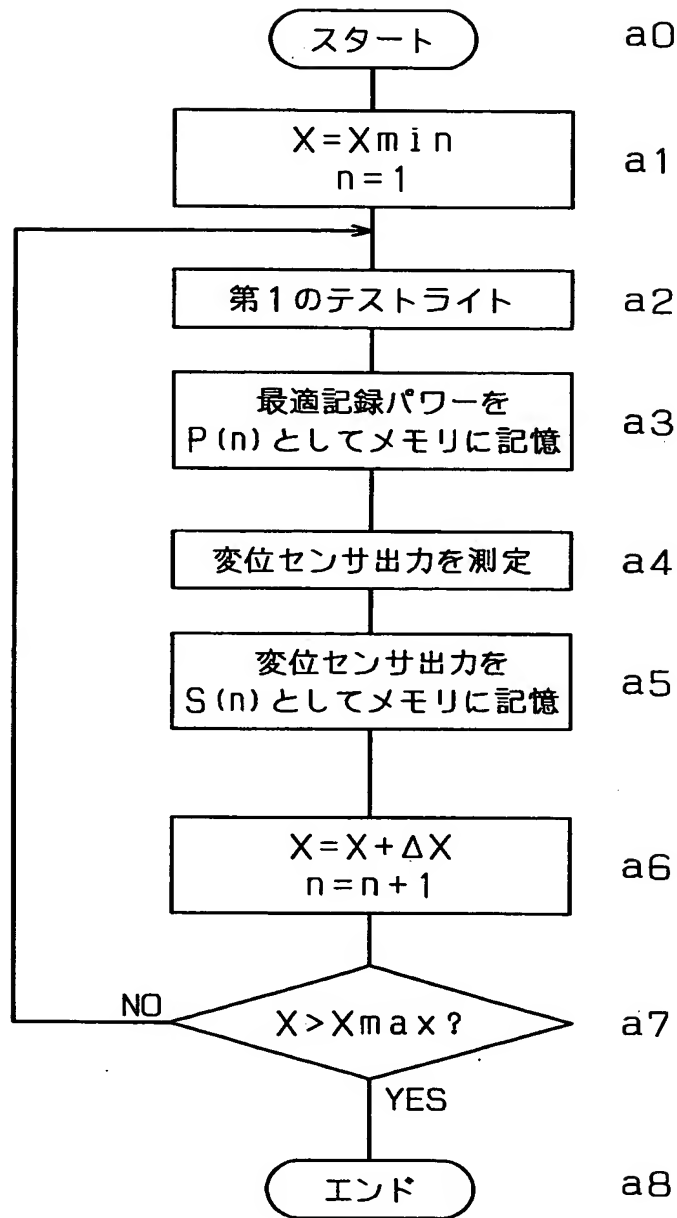 スタート a0
X=Xmin
n=1
a1
第1のテストライト a2
最適記録パワーを
P(n)としてメモリに記憶
a3
変位センサ出力を測定 a4
変位センサ出力を
S(n)としてメモリに記憶
a5
X=X+ΔX
n=n+1
a6
NO
X>Xmax?
a7
YES
エンド a8